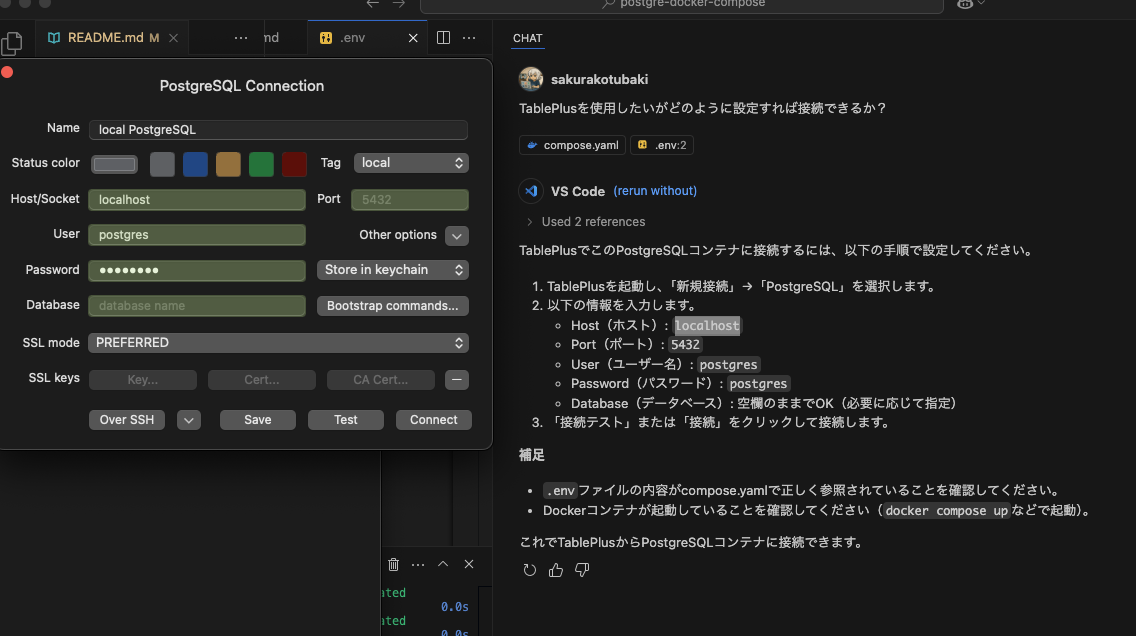 postgre-docker-compose
README.md M
md
.env
PostgreSQL Connection
Name
local PostgreSQL
Status color
Tag
local
Host/Socket
localhost
Port
5432
User
postgres
Other options
Password
●●●●●●●●
Store in keychain
Database
database name
Bootstrap commands...
SSL mode
PREFERRED
SSL keys
Key...
Cert...
CA Cert...
Over SSH
Save
Test
Connect
ated
0.0s
ated
0.0s
CHAT
sakurakotubaki
TablePlusを使用したいがどのように設定すれば接続できるか？
compose.yaml
.env:2
VS Code (rerun without)
Used 2 references
TablePlusでこのPostgreSQLコンテナに接続するには、以下の手順で設定してください。
1. TablePlusを起動し、「新規接続」→「PostgreSQL」を選択します。
2. 以下の情報を入力します。
Host（ホスト）: localhost
Port（ポート）: 5432
User（ユーザー名）: postgres
Password（パスワード）: postgres
Database（データベース）: 空欄のままでOK（必要に応じて指定）
3. 「接続テスト」または「接続」をクリックして接続します。
補足
.envファイルの内容がcompose.yamlで正しく参照されていることを確認してください。
Dockerコンテナが起動していることを確認してください（docker compose upなどで起動）。
これでTablePlusからPostgreSQLコンテナに接続できます。